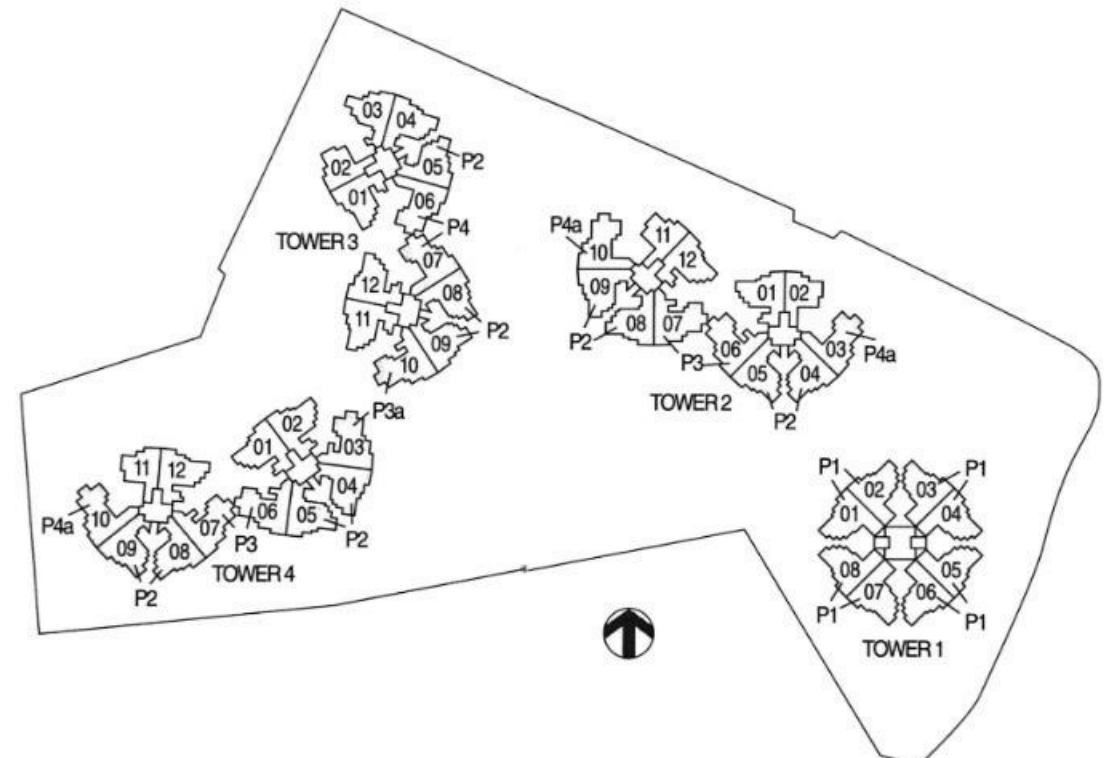 03 04
02 05 P2
01 06
TOWER 3 P4
07
12 08
11 09 P2
10
P3a
P4a 10 11 12
09
P2 08 07
P3
01 02
06 03 P4a
05 04
TOWER 2
P2
02
01 03
04
06 05 P2
P3
11 12
P4a 10 07
09 08
TOWER 4
P2
P1 P1
02 03
01 04
08 05
07 06
P1 P1
TOWER 1